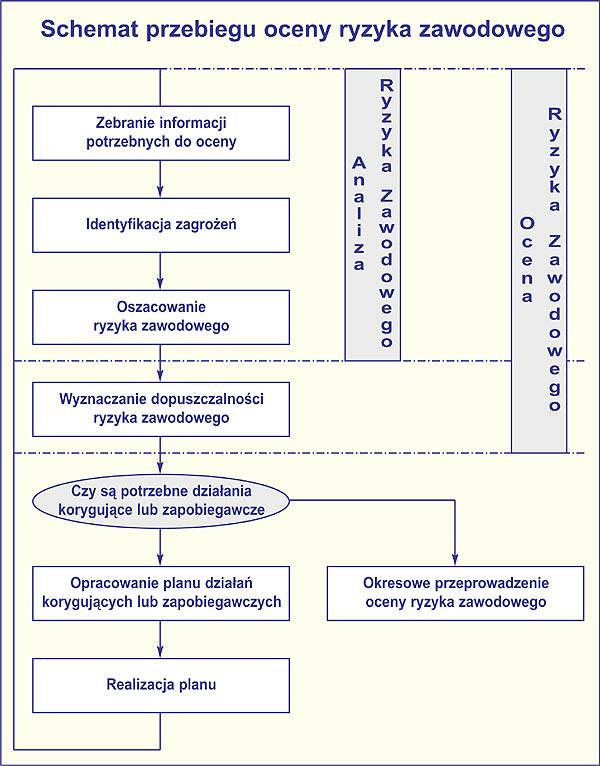 Schemat przebiegu oceny ryzyka zawodowego
Zebranie informacji
potrzebnych do oceny
Identyfikacja zagrożeń
Oszacowanie
ryzyka zawodowego
Analiza
Ryzyka Zawodowego
Ocena
Ryzyka Zawodowego
Wyznaczanie dopuszczalności
ryzyka zawodowego
Czy są potrzebne działania
korygujące lub zapobiegawcze
Opracowanie planu działań
korygujących lub zapobiegawczych
Okresowe przeprowadzenie
oceny ryzyka zawodowego
Realizacja planu